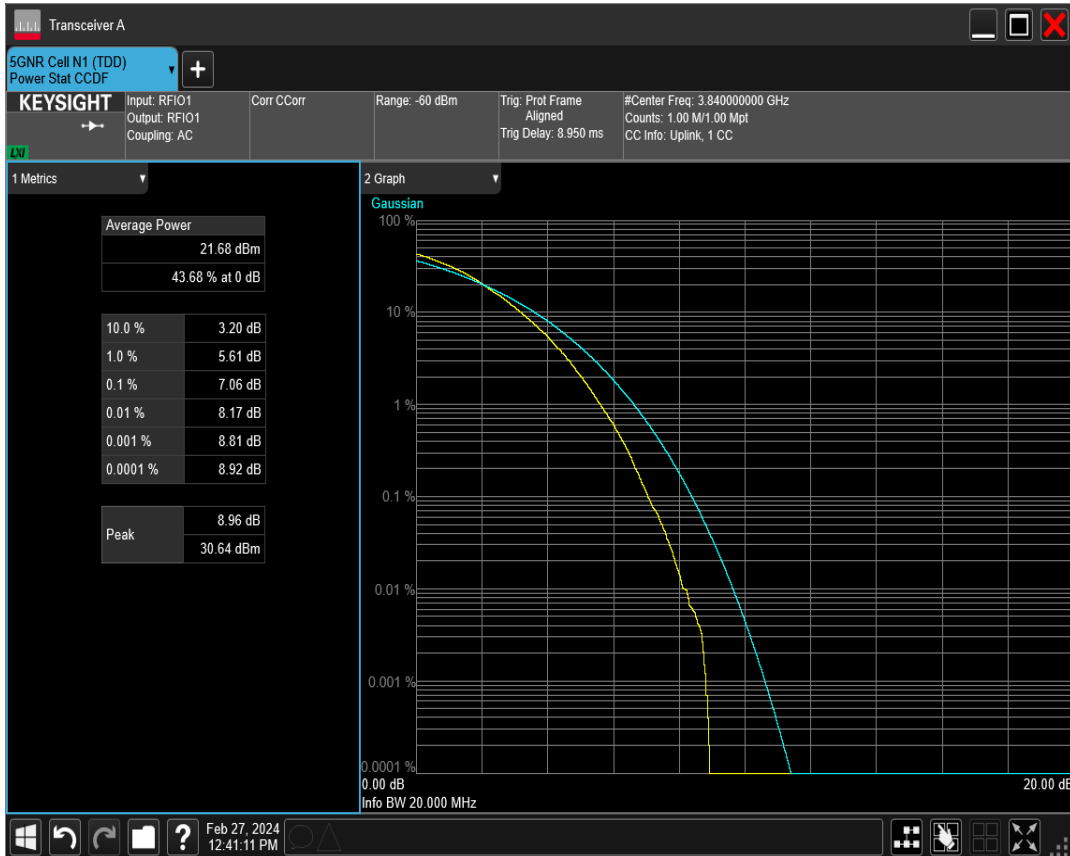 Transceiver A
5GNR Cell N1 (TDD)
Power Stat CCDF
+
KEYSIGHT
LXI
Input: RFIO1
Output: RFIO1
Coupling: AC
Corr CCorr
Range: -60 dBm
Trig: Prot Frame
Aligned
Trig Delay: 8.950 ms
#Center Freq: 3.840000000 GHz
Counts: 1.00 M/1.00 Mpt
CC Info: Uplink, 1 CC
1 Metrics
Average Power
21.68 dBm
43.68 % at 0 dB
10.0 % 3.20 dB
1.0 % 5.61 dB
0.1 % 7.06 dB
0.01 % 8.17 dB
0.001 % 8.81 dB
0.0001 % 8.92 dB
Peak
8.96 dB
30.64 dBm
2 Graph
Gaussian
100 %
10 %
1 %
0.1 %
0.01 %
0.001 %
0.0001 %
0.00 dB 20.00 dB
Info BW 20.000 MHz
?
Feb 27, 2024
12:41:11 PM